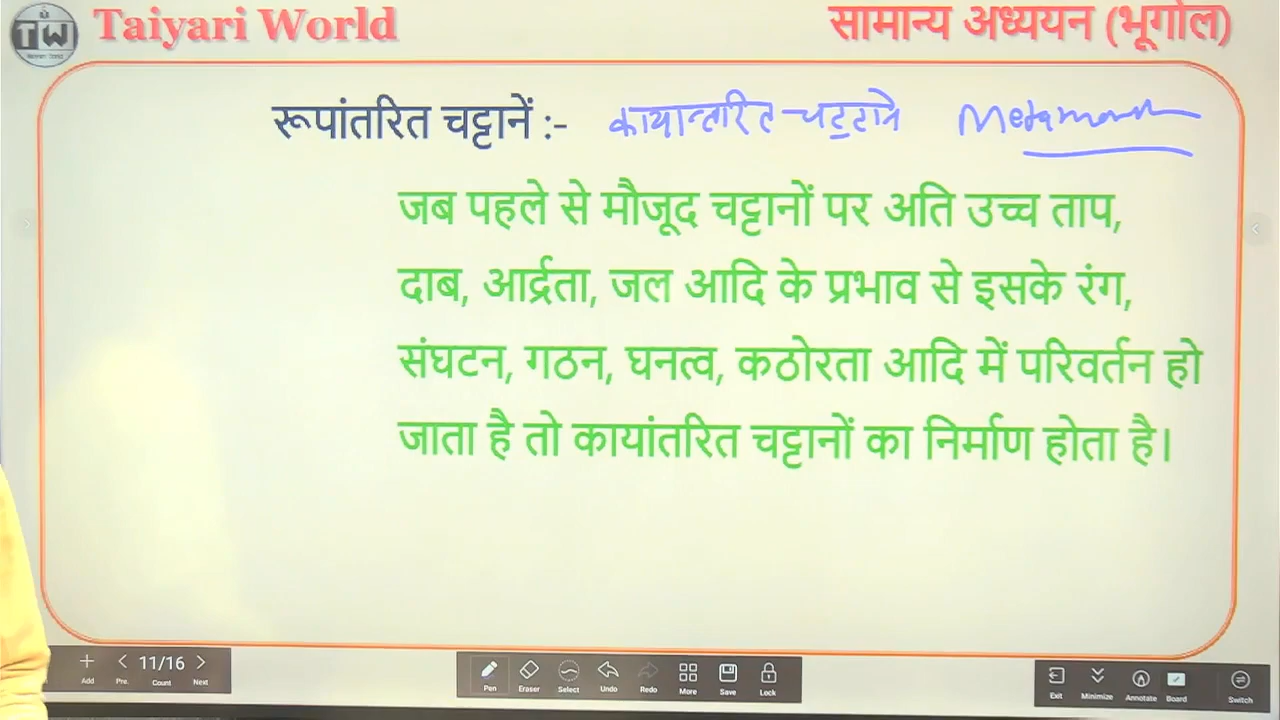 TW Taiyari World सामान्य अध्ययन (भूगोल)
रूपांतरित चट्टानें :- कायान्तरित चट्टाने
जब पहले से मौजूद चट्टानों पर अति उच्च ताप,
दाब, आर्द्रता, जल आदि के प्रभाव से इसके रंग,
संघटन, गठन, घनत्व, कठोरता आदि में परिवर्तन हो
जाता है तो कायांतरित चट्टानों का निर्माण होता है।
11/16
Add Pre. Count Next Pen Eraser Select Undo Redo More Save Lock Exit Minimize Annotate Board Switch